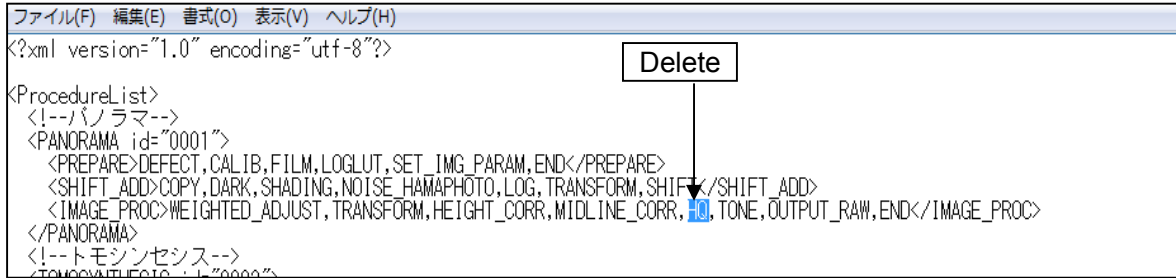 ファイル(F) 編集(E) 書式(O) 表示(V) ヘルプ(H)
<?xml version="1.0" encoding="utf-8"?>
Delete
<ProcedureList>
<!--パノラマ-->
<PANORAMA id="0001">
<PREPARE>DEFECT,CALIB,FILM,LOGLUT,SET_IMG_PARAM,END</PREPARE>
<SHIFT_ADD>COPY,DARK,SHADING,NOISE_HAMAPHOTO,LOG,TRANSFORM,SHIFT</SHIFT_ADD>
<IMAGE_PROC>WEIGHTED_ADJUST,TRANSFORM,HEIGHT_CORR,MIDLINE_CORR,HQ,TONE,OUTPUT_RAW,END</IMAGE_PROC>
</PANORAMA>
<!--トモシンセシス-->